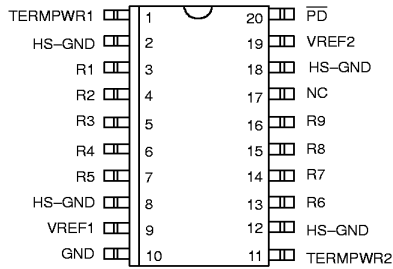 TERMPWR1 1 20 PD
HS-GND 2 19 VREF2
R1 3 18 HS-GND
R2 4 17 NC
R3 5 16 R9
R4 6 15 R8
R5 7 14 R7
HS-GND 8 13 R6
VREF1 9 12 HS-GND
GND 10 11 TERMPWR2